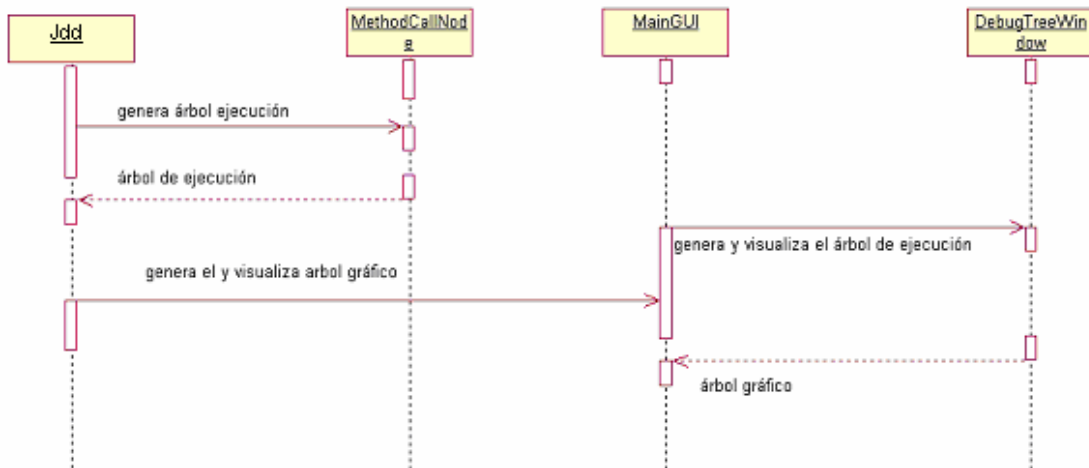 Jdd
MethodCallNod
e
MainGUI
DebugTreeWin
dow
genera árbol ejecución
árbol de ejecución
genera y visualiza el árbol de ejecución
genera el y visualiza arbol gráfico
árbol gráfico